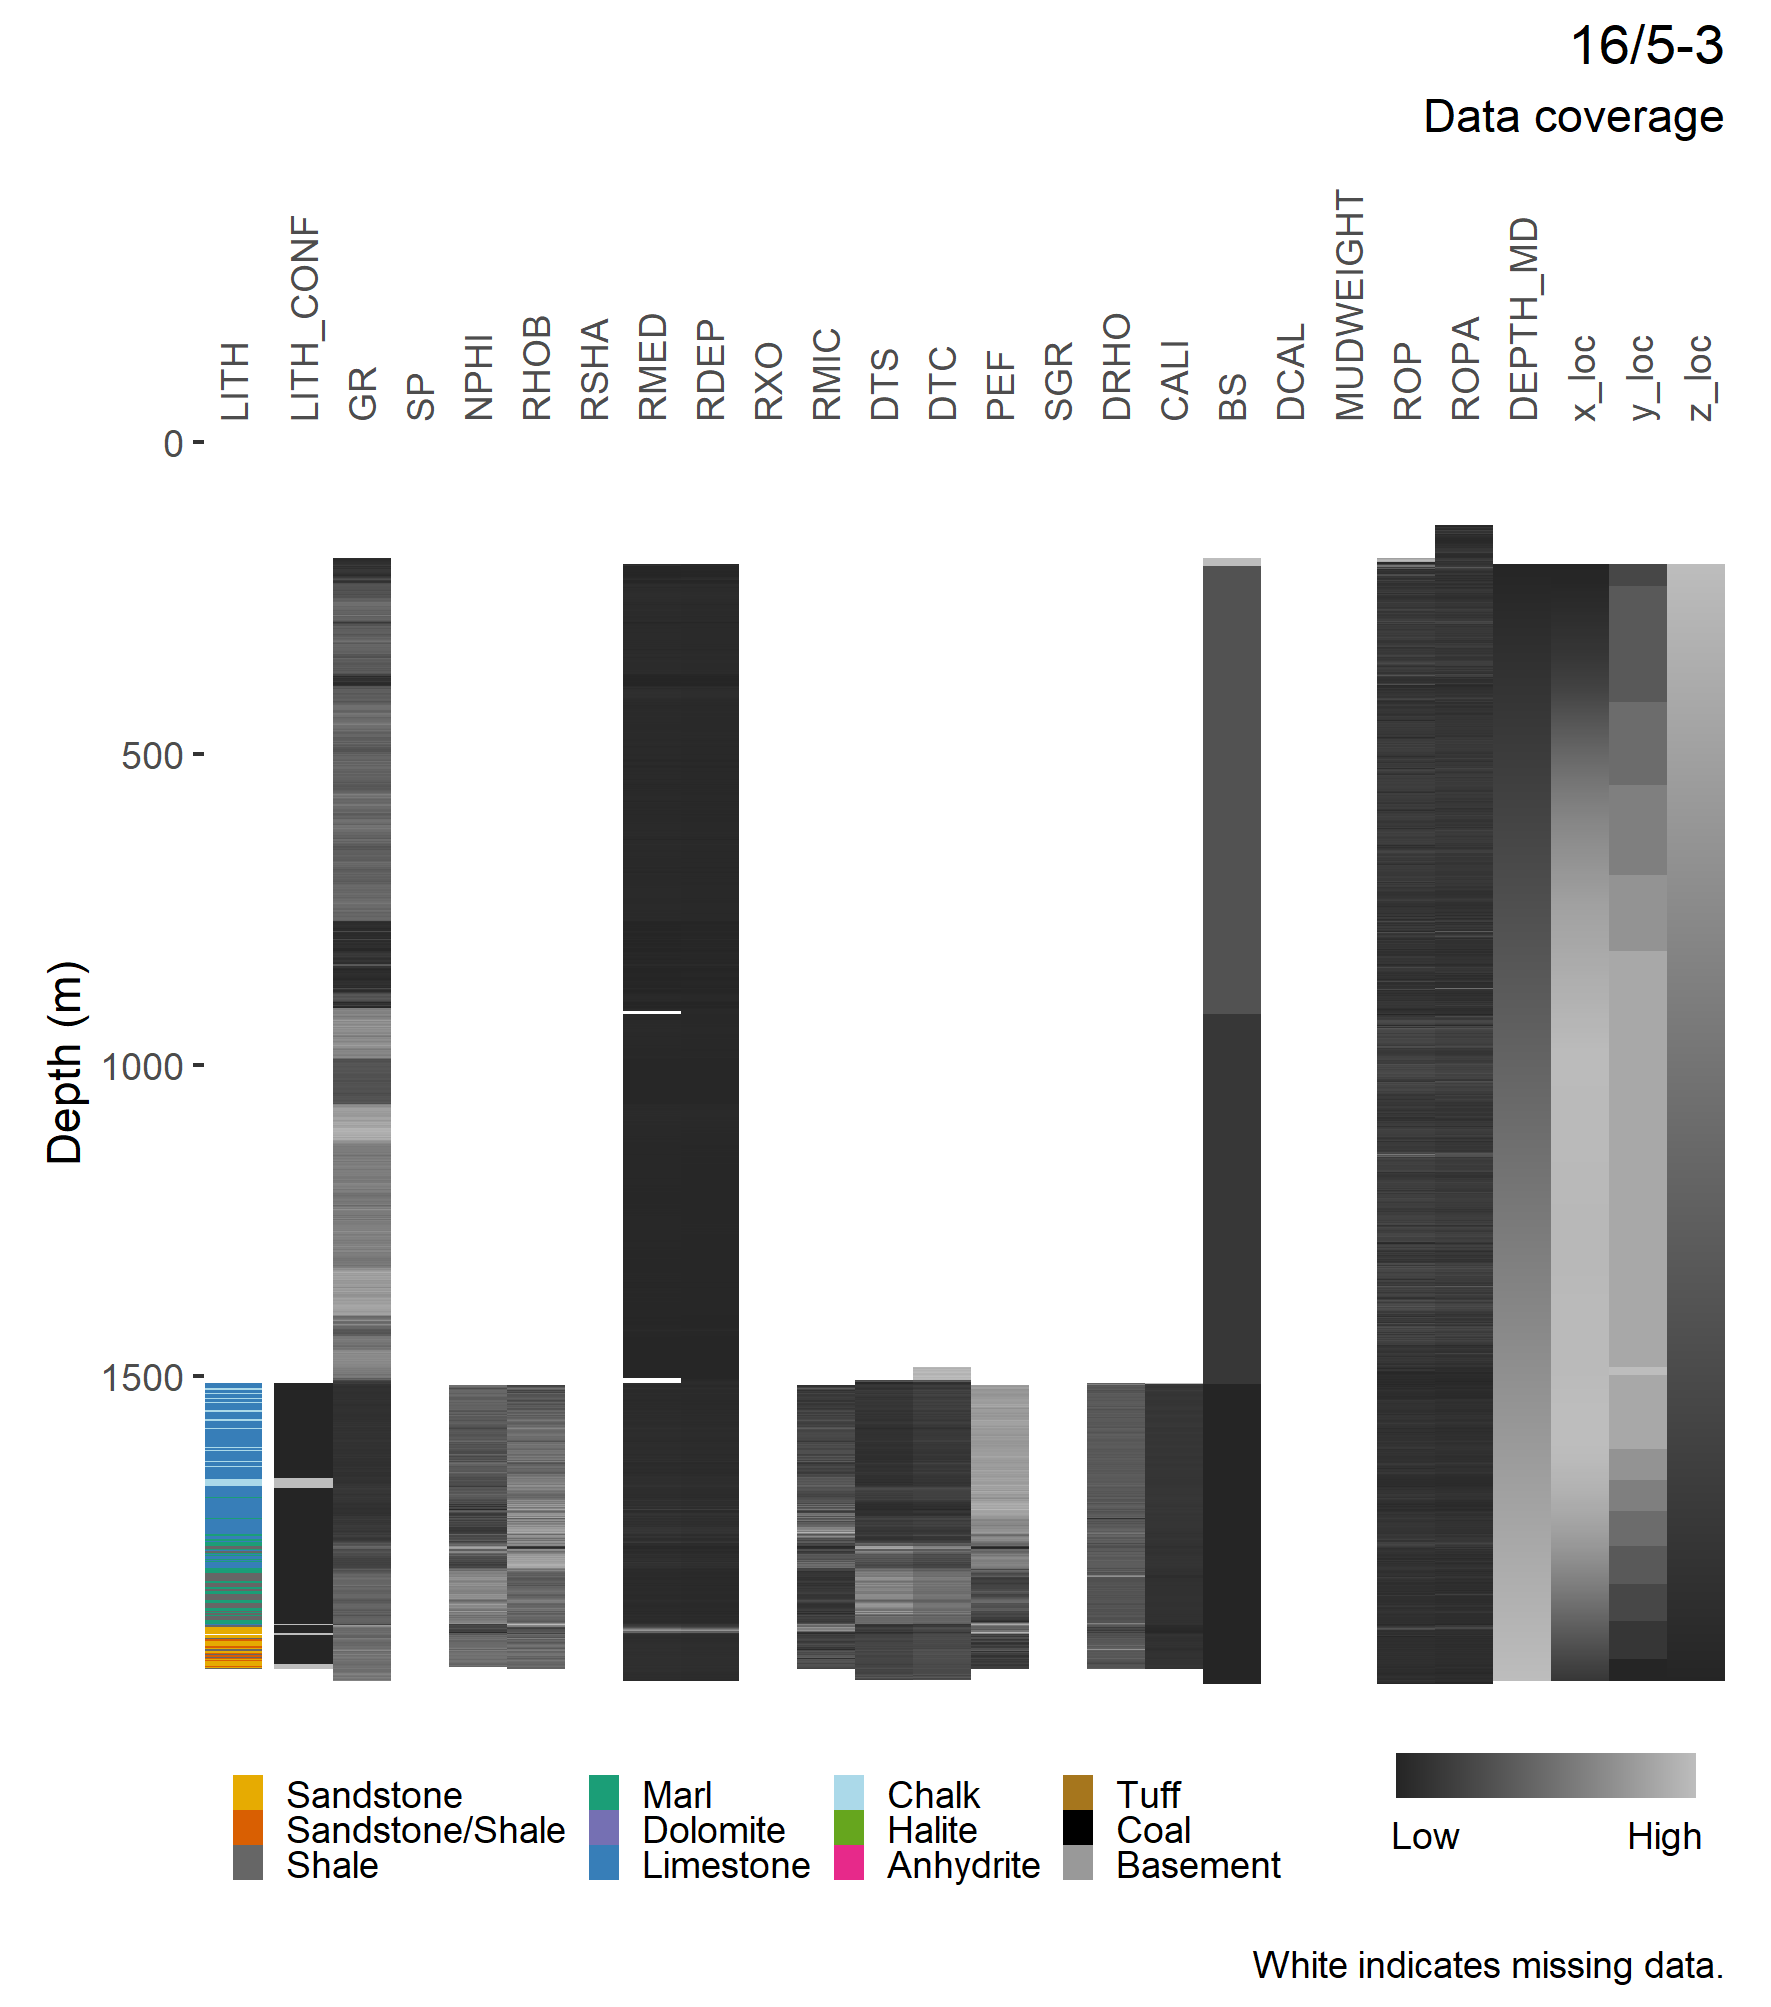 16/5-3
Data coverage
LITH
LITH_CONF
GR
SP
NPHI
RHOB
RSHA
RMED
RDEP
RXO
RMIC
DTS
DTC
PEF
SGR
DRHO
CALI
BS
DCAL
MUDWEIGHT
ROP
ROPA
DEPTH_MD
x_loc
y_loc
z_loc
0
500
1000
1500
Depth (m)
Sandstone
Sandstone/Shale
Shale
Marl
Dolomite
Limestone
Chalk
Halite
Anhydrite
Tuff
Coal
Basement
Low High
White indicates missing data.